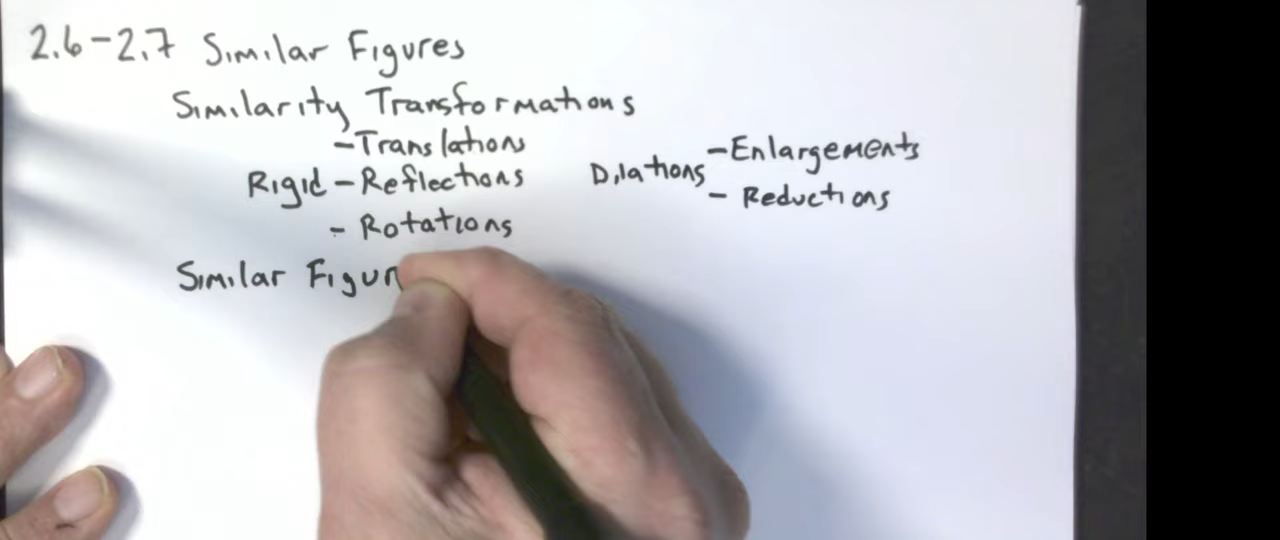 2.6-2.7 Similar Figures
Similarity Transformations
-Translations
Rigid -Reflections
- Rotations
Dilations -Enlargements
- Reductions
Similar Figur